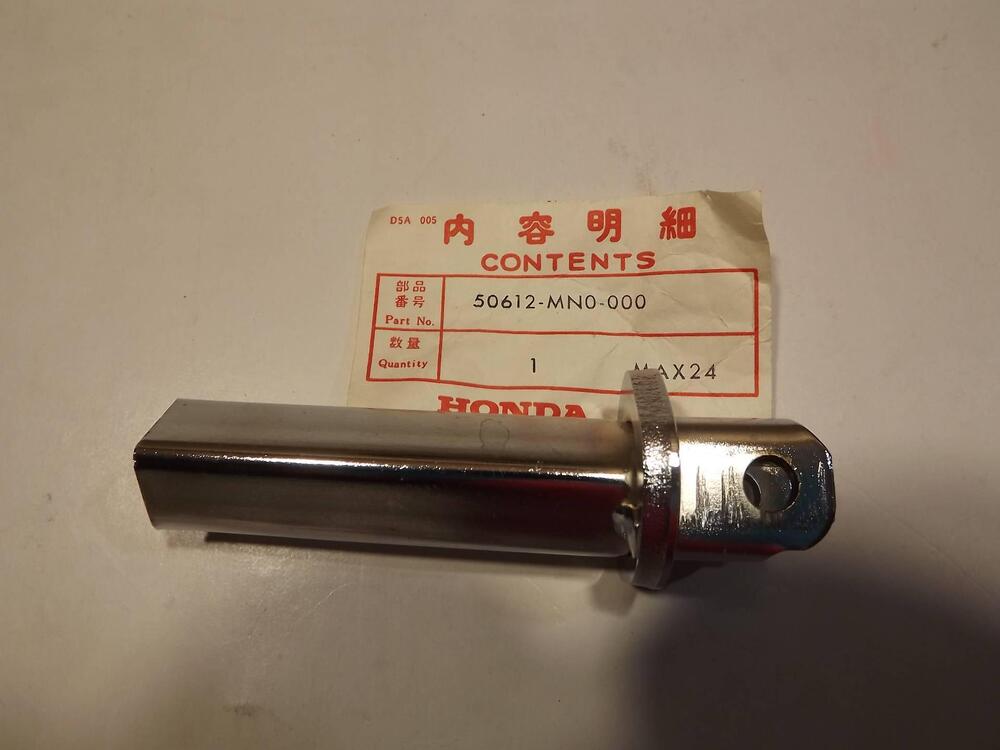 DSA 005
内容明細
CONTENTS
部品
番号
Part No.
50612-MN0-000
数量
Quantity
1 MAX24
HONDA